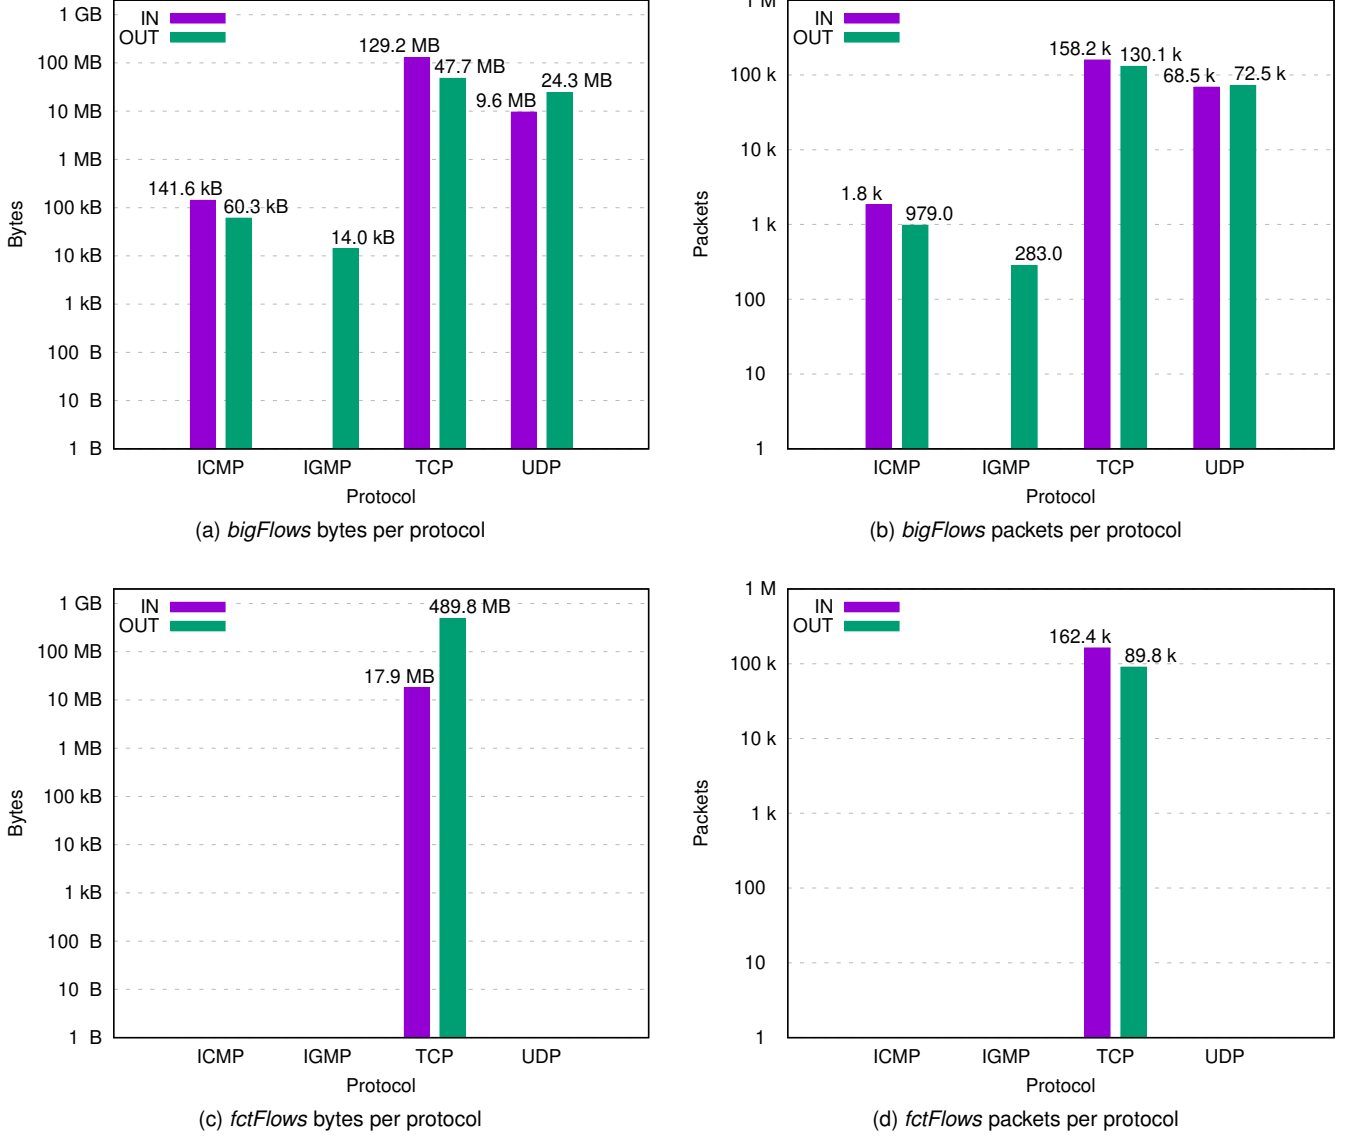 1 GB
100 MB
10 MB
1 MB
100 kB
10 kB
1 kB
100 B
10 B
1 B
Bytes
IN
OUT
141.6 kB
60.3 kB
14.0 kB
129.2 MB
47.7 MB
9.6 MB
24.3 MB
ICMP IGMP TCP UDP
Protocol
(a) bigFlows bytes per protocol
1 M
100 k
10 k
1 k
100
10
1
Packets
IN
OUT
1.8 k
979.0
283.0
158.2 k
130.1 k
68.5 k
72.5 k
ICMP IGMP TCP UDP
Protocol
(b) bigFlows packets per protocol
1 GB
100 MB
10 MB
1 MB
100 kB
10 kB
1 kB
100 B
10 B
1 B
Bytes
IN
OUT
17.9 MB
489.8 MB
ICMP IGMP TCP UDP
Protocol
(c) fctFlows bytes per protocol
1 M
100 k
10 k
1 k
100
10
1
Packets
IN
OUT
162.4 k
89.8 k
ICMP IGMP TCP UDP
Protocol
(d) fctFlows packets per protocol